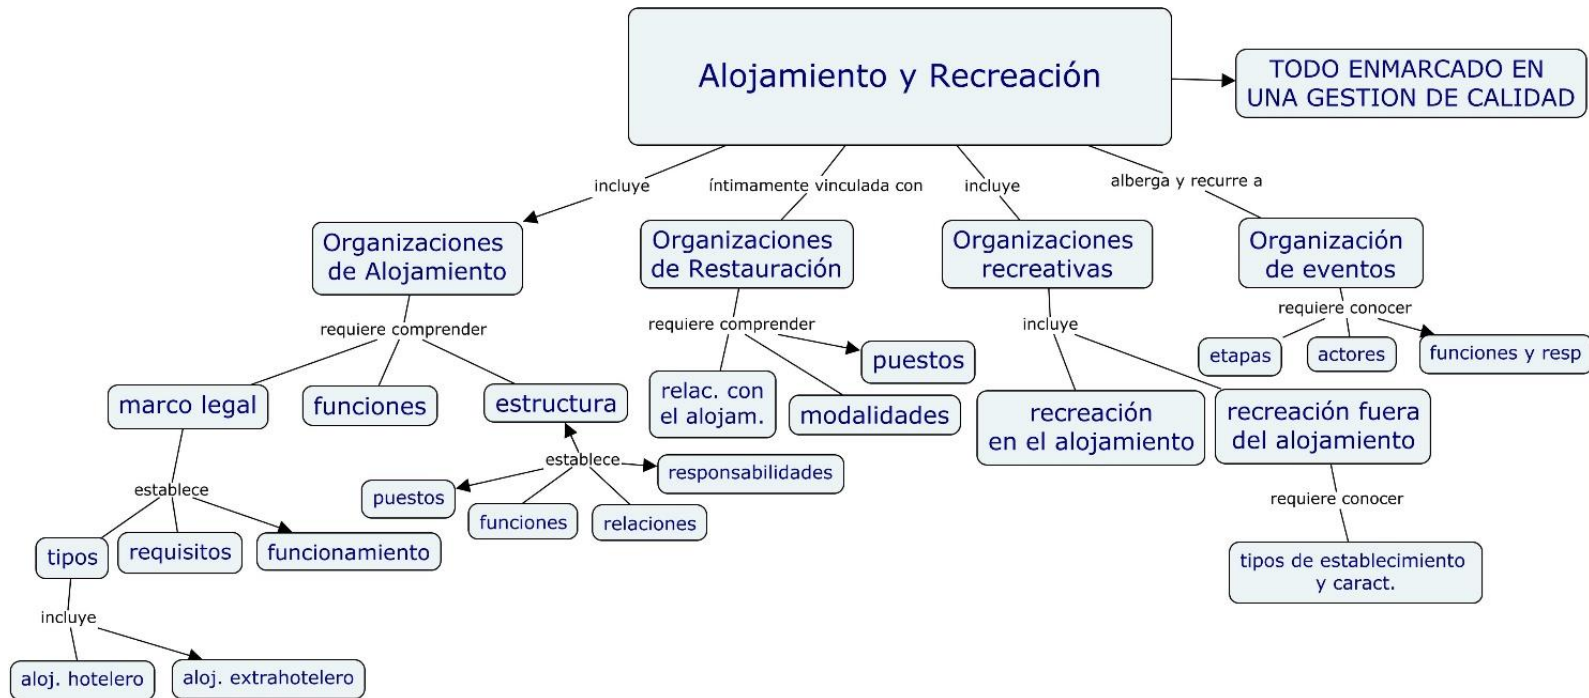 Alojamiento y Recreación
TODO ENMARCADO EN
UNA GESTION DE CALIDAD
incluye
íntimamente vinculada con
incluye
alberga y recurre a
Organizaciones
de Alojamiento
Organizaciones
de Restauración
Organizaciones
recreativas
Organización
de eventos
requiere comprender
requiere comprender
incluye
requiere conocer
etapas
actores
funciones y resp
puestos
marco legal
funciones
estructura
relac. con
el alojam.
modalidades
recreación
en el alojamiento
recreación fuera
del alojamiento
establece
establece
responsabilidades
puestos
funciones
relaciones
requiere conocer
tipos
requisitos
funcionamiento
tipos de establecimiento
y caract.
incluye
aloj. hotelero
aloj. extrahotelero